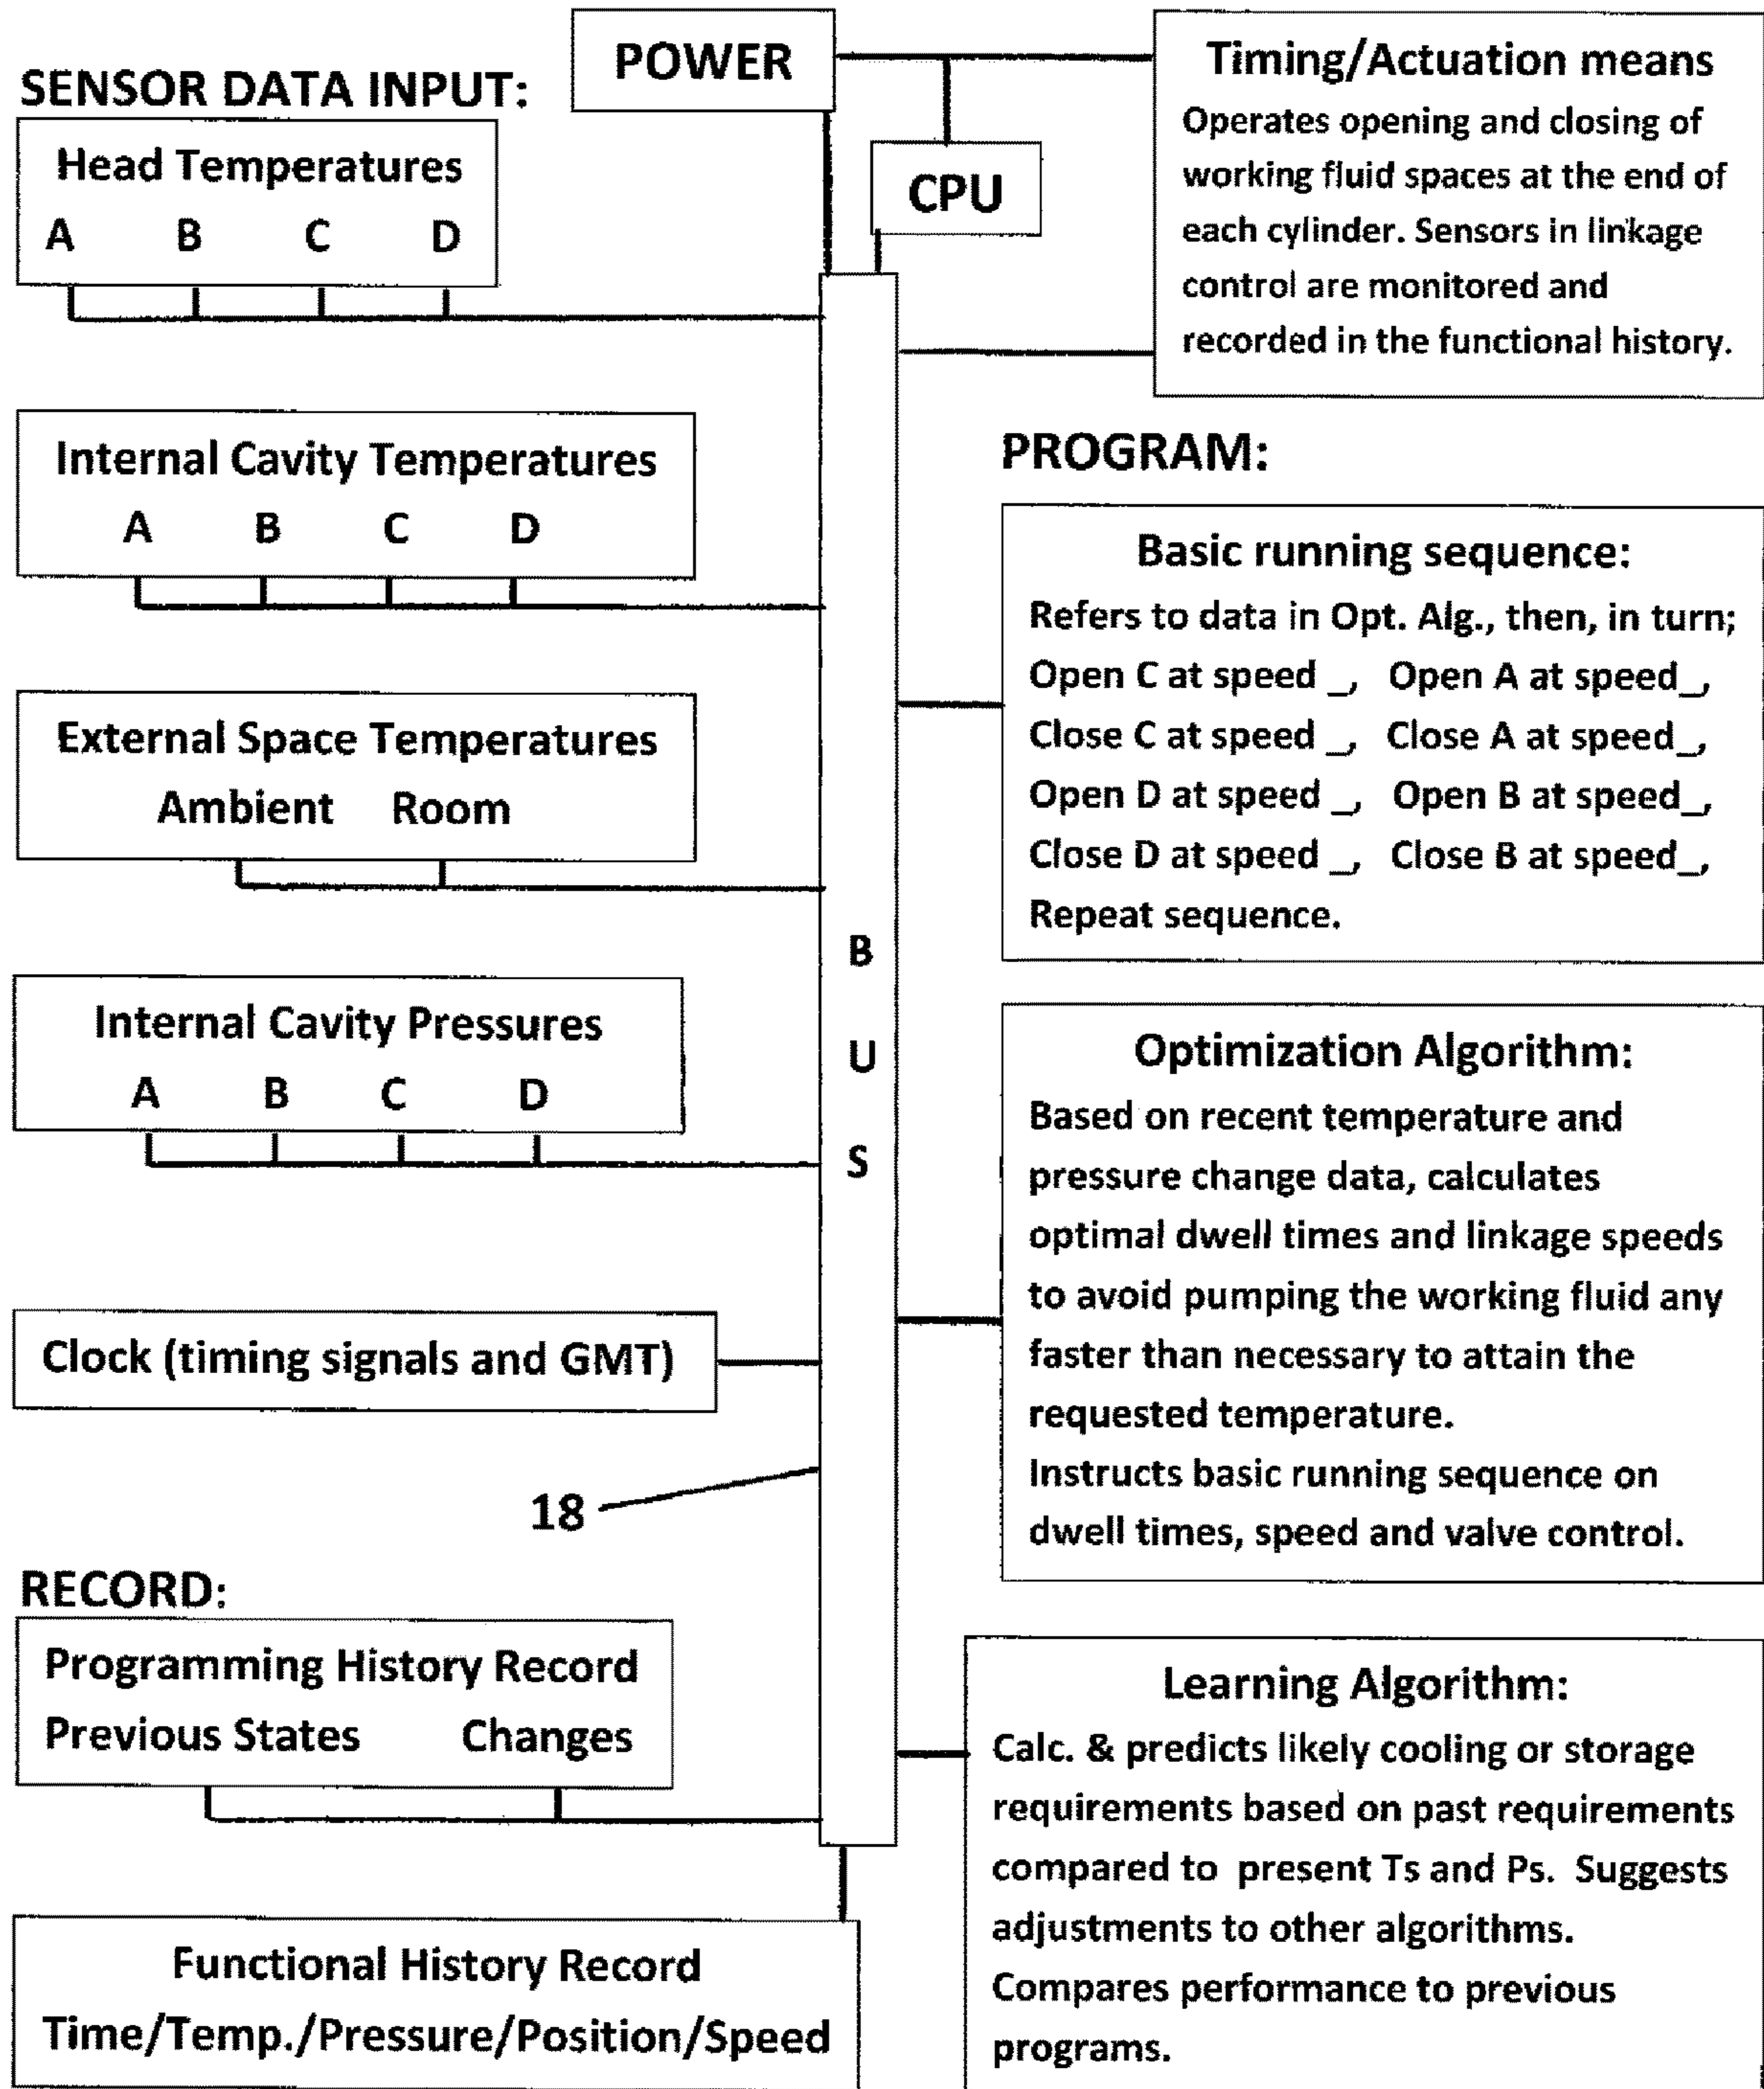 POWER
CPU
SENSOR DATA INPUT:
Head Temperatures
A B C D
Internal Cavity Temperatures
A B C D
External Space Temperatures
Ambient Room
Internal Cavity Pressures
A B C D
Clock (timing signals and GMT)
18
RECORD:
Programming History Record
Previous States Changes
Functional History Record
Time/Temp./Pressure/Position/Speed
B
U
S
Timing/Actuation means
Operates opening and closing of
working fluid spaces at the end of
each cylinder. Sensors in linkage
control are monitored and
recorded in the functional history.
PROGRAM:
Basic running sequence:
Refers to data in Opt. Alg., then, in turn;
Open C at speed _, Open A at speed_,
Close C at speed _, Close A at speed_,
Open D at speed _, Open B at speed_,
Close D at speed _, Close B at speed_,
Repeat sequence.
Optimization Algorithm:
Based on recent temperature and
pressure change data, calculates
optimal dwell times and linkage speeds
to avoid pumping the working fluid any
faster than necessary to attain the
requested temperature.
Instructs basic running sequence on
dwell times, speed and valve control.
Learning Algorithm:
Calc. & predicts likely cooling or storage
requirements based on past requirements
compared to present Ts and Ps. Suggests
adjustments to other algorithms.
Compares performance to previous
programs.